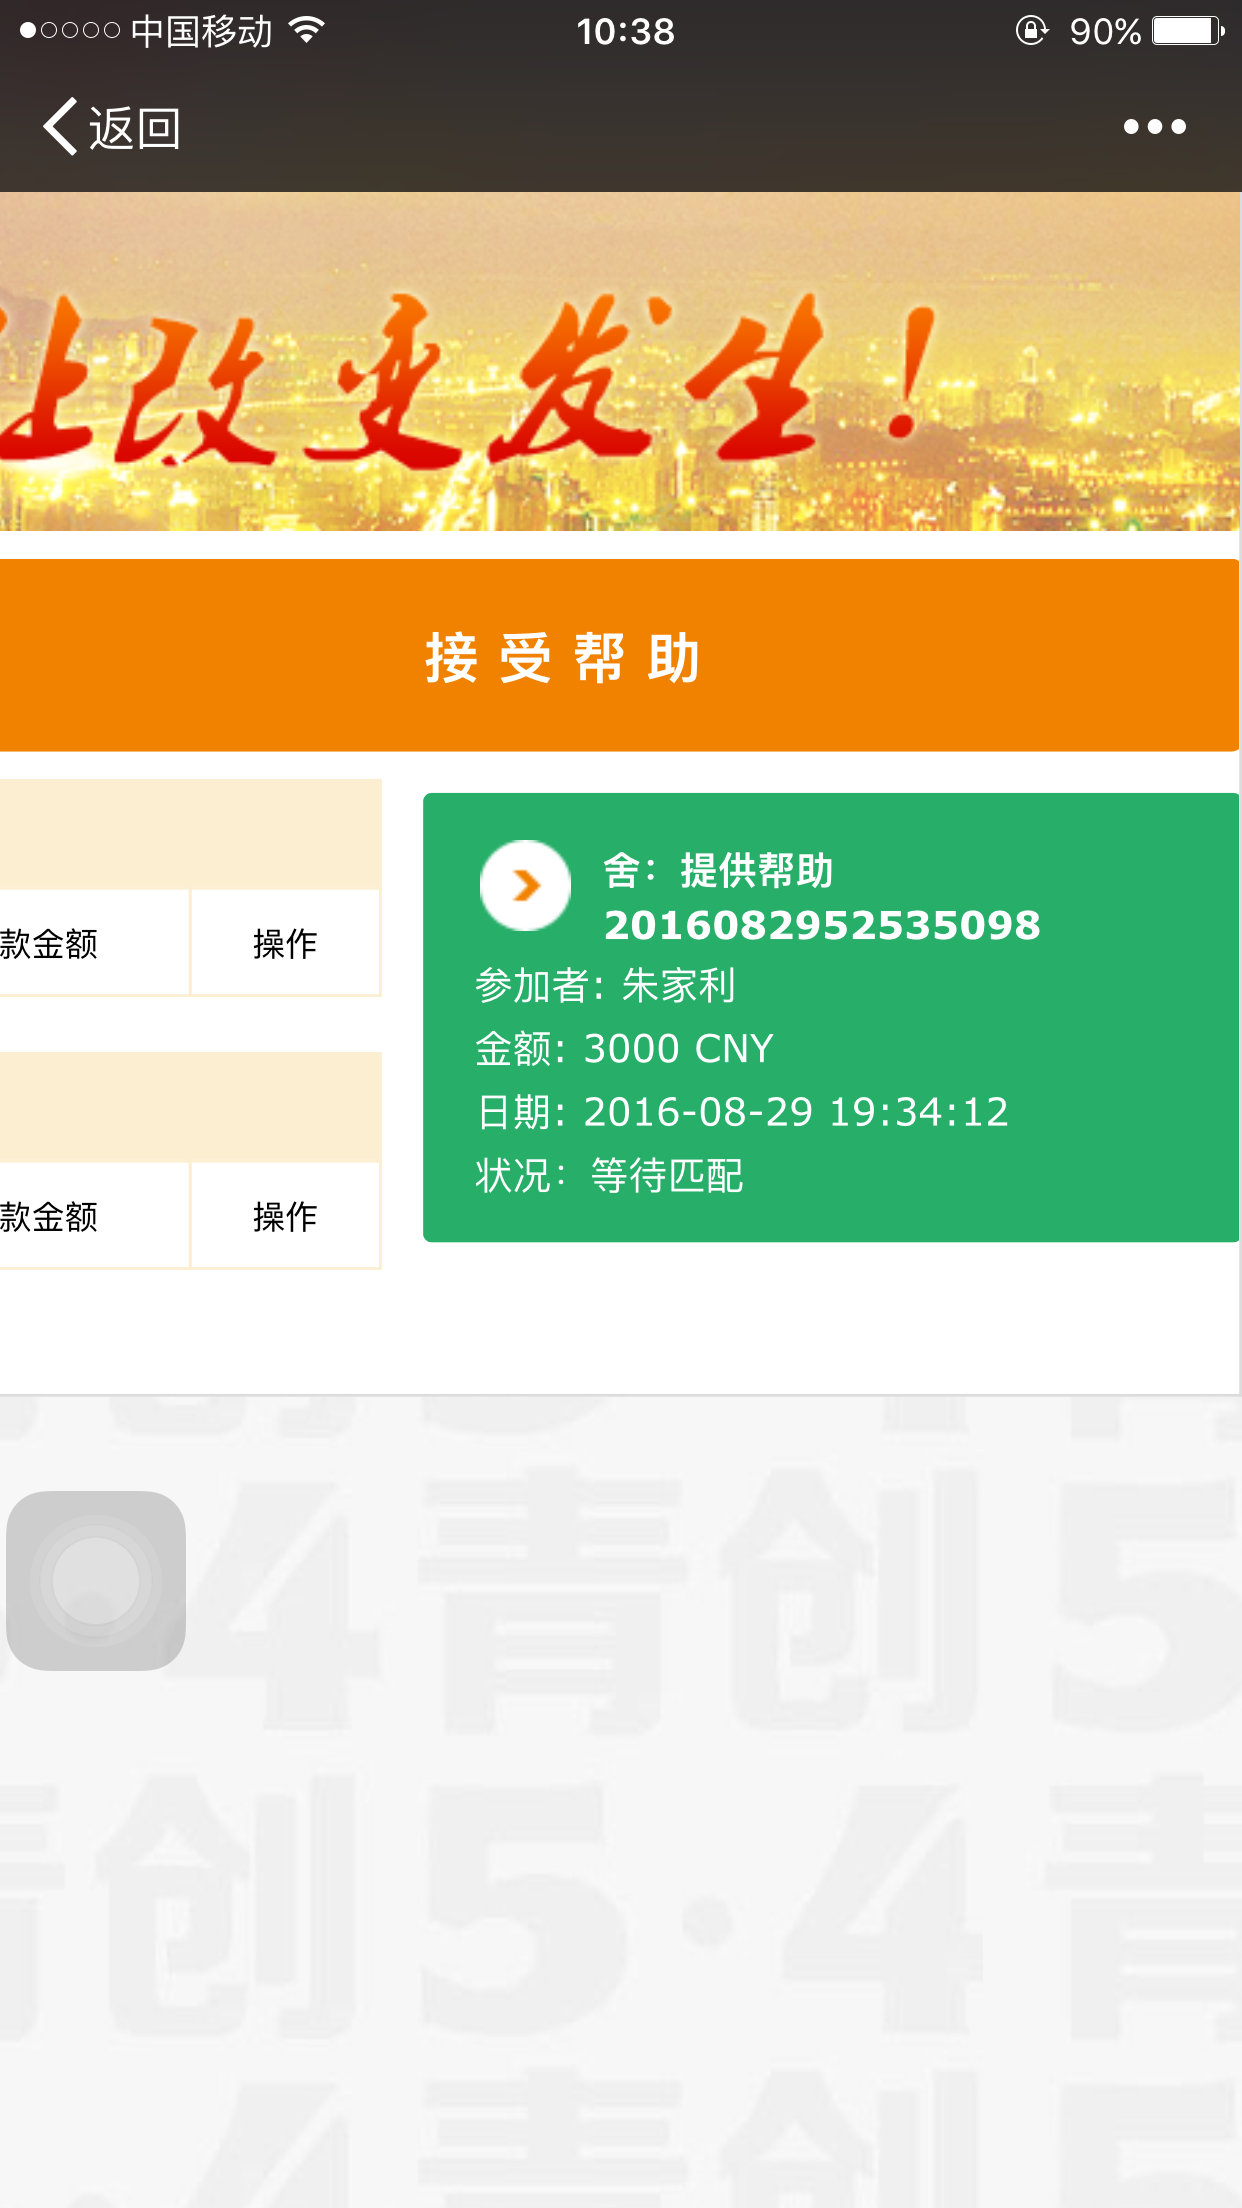 中国移动 10:38 90%
返回
让改变发生！
接受帮助
款金额 操作
舍：提供帮助
2016082952535098
参加者: 朱家利
金额: 3000 CNY
日期: 2016-08-29 19:34:12
状况：等待匹配
款金额 操作
4青创5
青创5·4青
4青创5